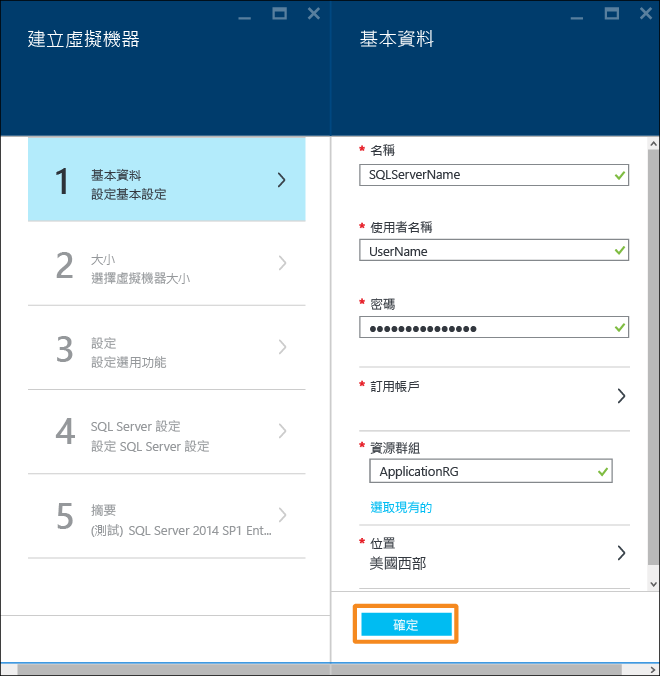 建立虛擬機器
1
基本資料
設定基本設定
2
大小
選擇虛擬機器大小
3
設定
設定選用功能
4
SQL Server 設定
設定 SQL Server 設定
5
摘要
(測試) SQL Server 2014 SP1 Ent...
基本資料
* 名稱
SQLServerName
* 使用者名稱
UserName
* 密碼
●●●●●●●●●●●●●●●
* 訂用帳戶
* 資源群組
ApplicationRG
選取現有的
* 位置
美國西部
確定